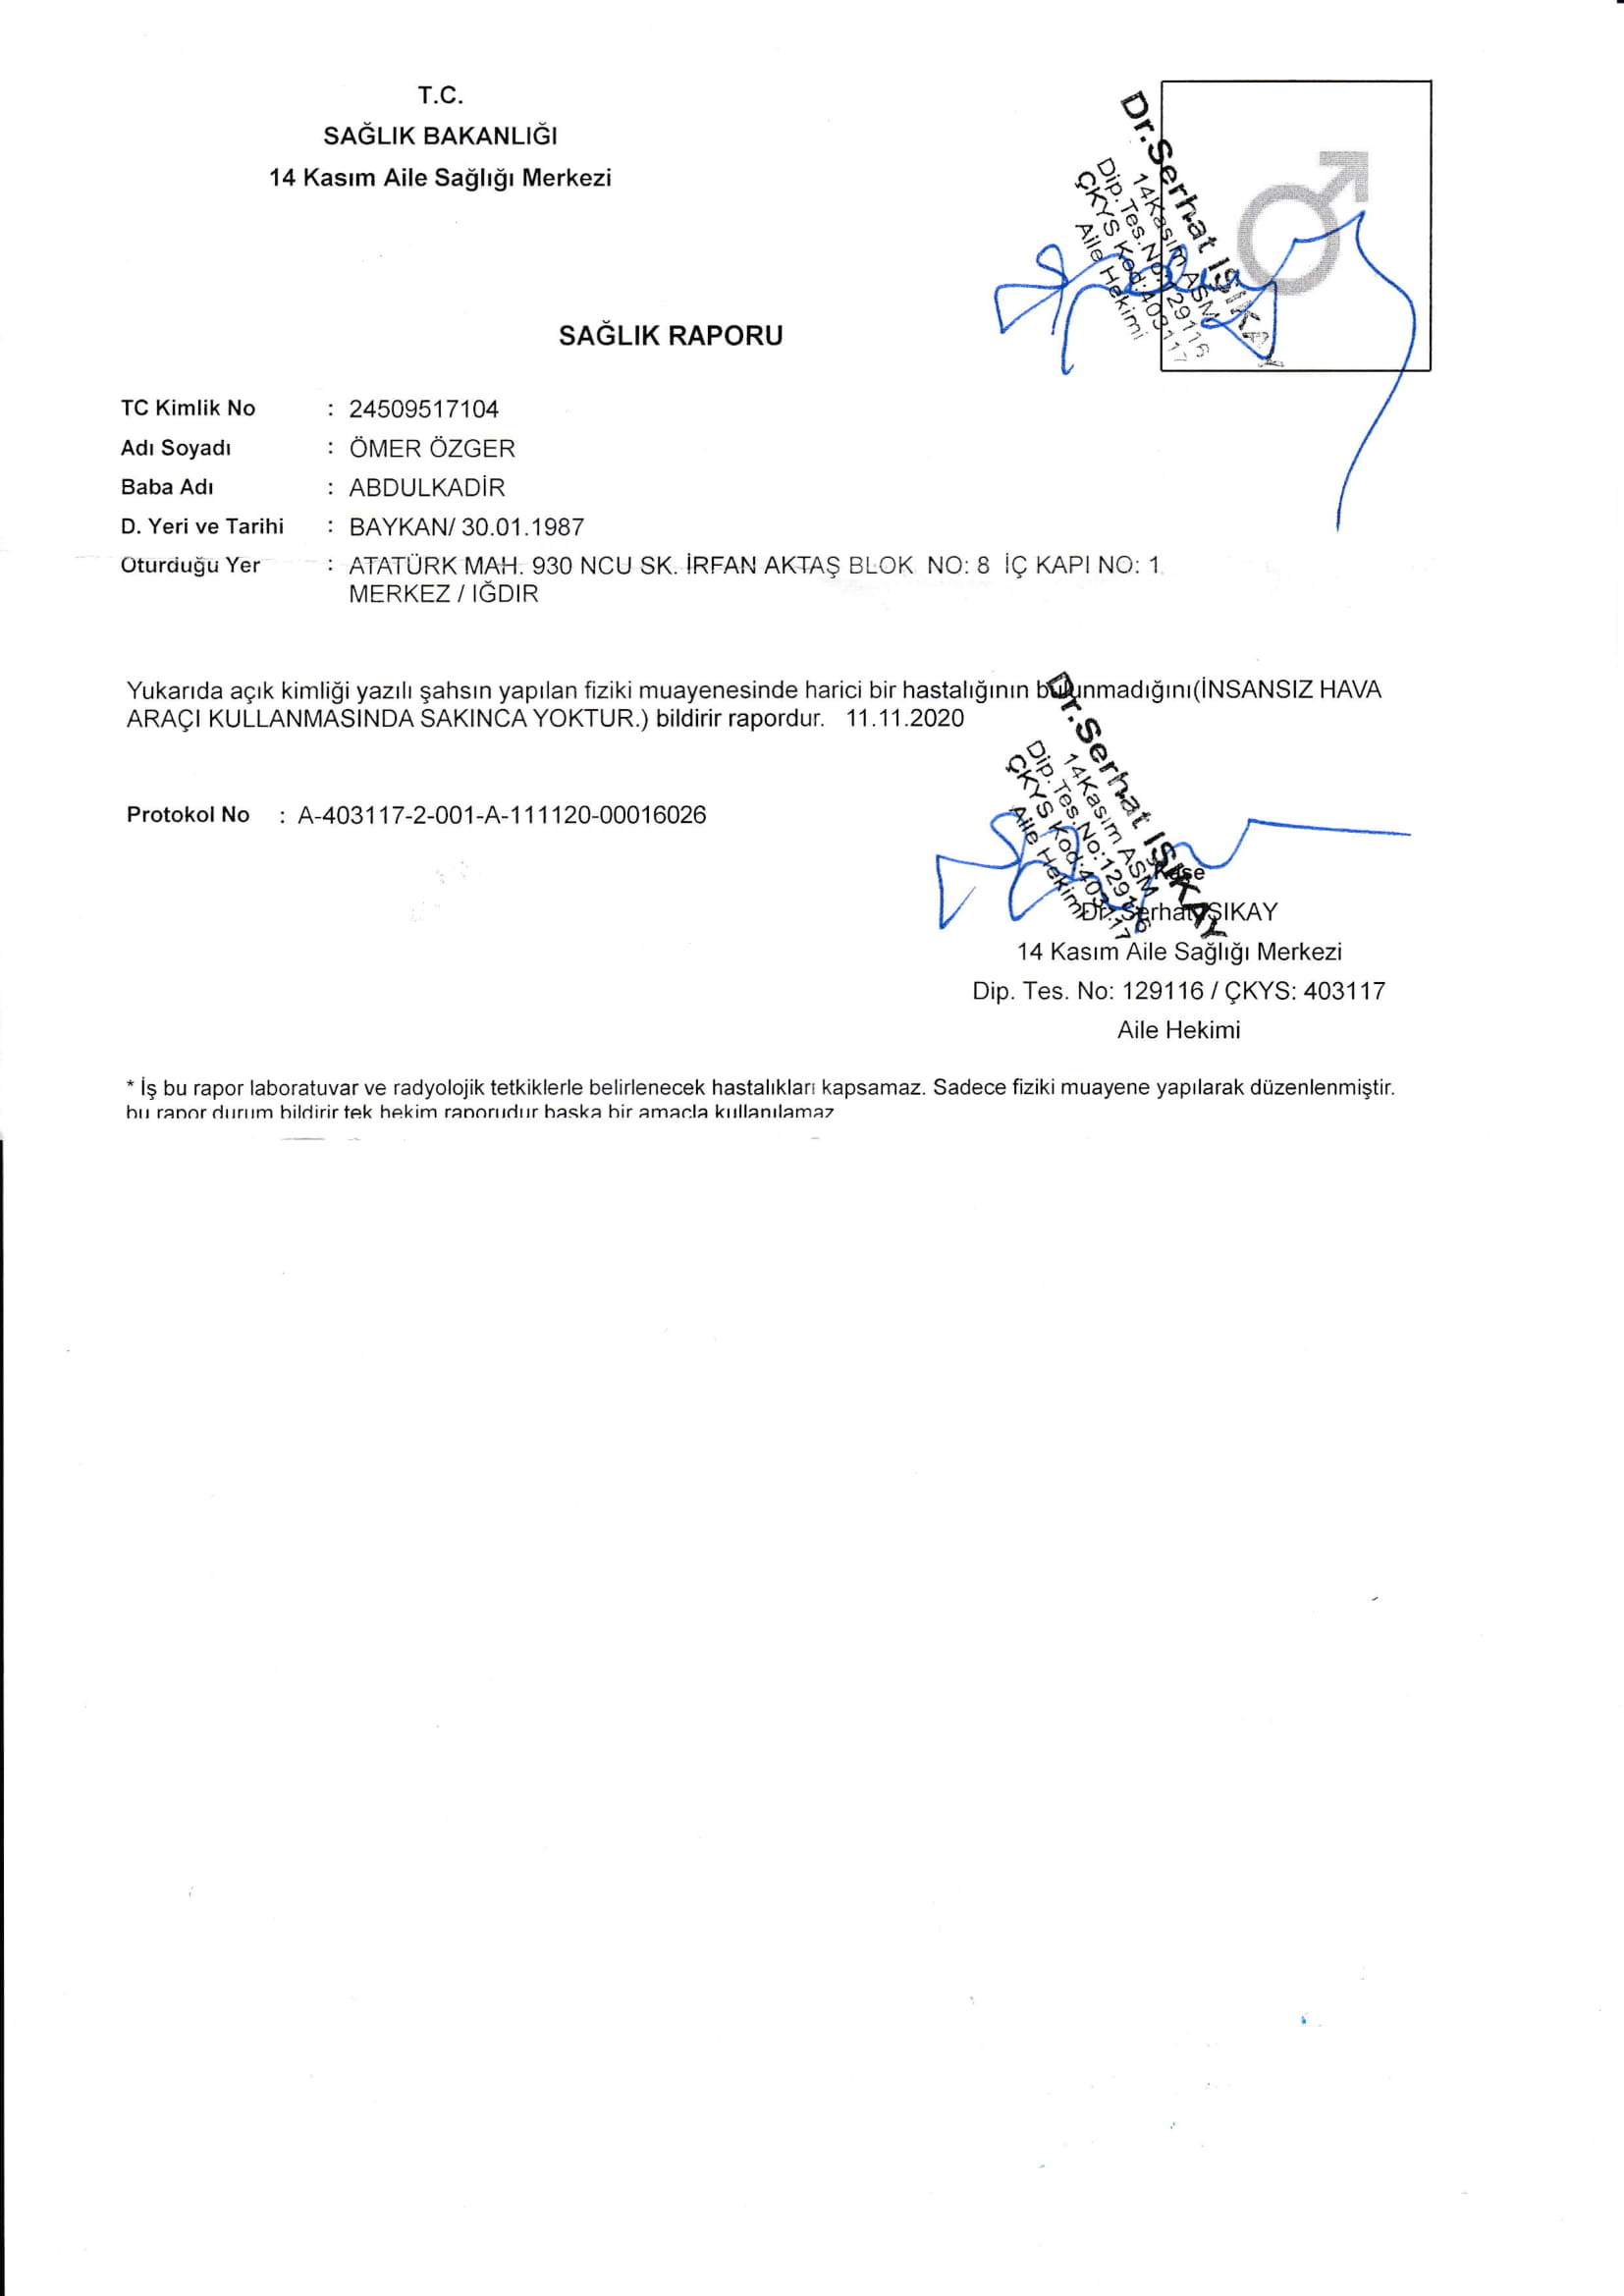 T.C.
SAĞLIK BAKANLIĞI
14 Kasım Aile Sağlığı Merkezi
Dr.Serhat IŞIKAY
14Kasım ASM
Dip.Tes.No:129116
ÇKYS Kod:403117
Aile Hekimi
SAĞLIK RAPORU
TC Kimlik No : 24509517104
Adı Soyadı : ÖMER ÖZGER
Baba Adı : ABDULKADİR
D. Yeri ve Tarihi : BAYKAN/ 30.01.1987
Oturduğu Yer : ATATÜRK MAH. 930 NCU SK. İRFAN AKTAŞ BLOK NO: 8 İÇ KAPI NO: 1
MERKEZ / IĞDIR
Yukarıda açık kimliği yazılı şahsın yapılan fiziki muayenesinde harici bir hastalığının bulunmadığını(İNSANSIZ HAVA
ARAÇI KULLANMASINDA SAKINCA YOKTUR.) bildirir rapordur. 11.11.2020
Dr.Serhat IŞIKAY
14Kasım ASM
Dip.Tes.No:129116
ÇKYS Kod:403117
Aile Hekimi
Protokol No : A-403117-2-001-A-111120-00016026
Kaşe
Dr. Serhat IŞIKAY
14 Kasım Aile Sağlığı Merkezi
Dip. Tes. No: 129116 / ÇKYS: 403117
Aile Hekimi
* İş bu rapor laboratuvar ve radyolojik tetkiklerle belirlenecek hastalıkları kapsamaz. Sadece fiziki muayene yapılarak düzenlenmiştir.
bu rapor durum bildirir tek hekim raporudur başka bir amaçla kullanılamaz